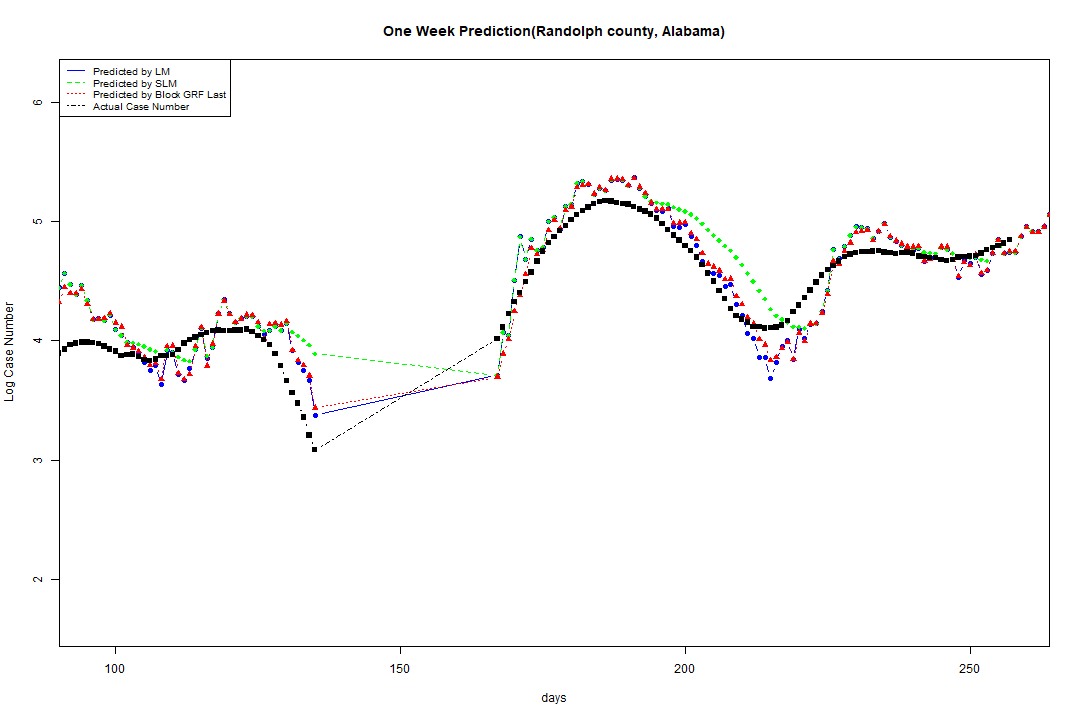 One Week Prediction(Randolph county, Alabama)
Predicted by LM
Predicted by SLM
Predicted by Block GRF Last
Actual Case Number
6
5
4
3
2
Log Case Number
100 150 200 250
days